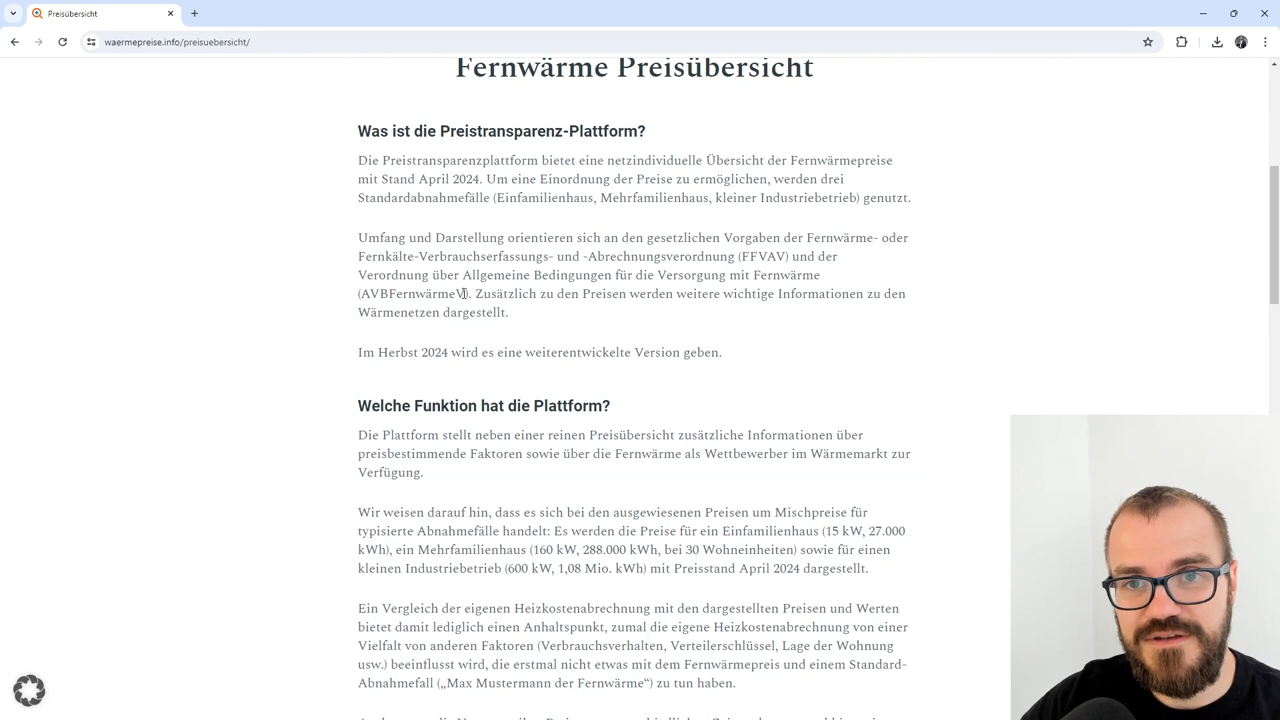 Preisübersicht
waermepreise.info/preisuebersicht/
Fernwärme Preisübersicht
Was ist die Preistransparenz-Plattform?
Die Preistransparenzplattform bietet eine netzindividuelle Übersicht der Fernwärmepreise
mit Stand April 2024. Um eine Einordnung der Preise zu ermöglichen, werden drei
Standardabnahmefälle (Einfamilienhaus, Mehrfamilienhaus, kleiner Industriebetrieb) genutzt.
Umfang und Darstellung orientieren sich an den gesetzlichen Vorgaben der Fernwärme- oder
Fernkälte-Verbrauchserfassungs- und -Abrechnungsverordnung (FFVAV) und der
Verordnung über Allgemeine Bedingungen für die Versorgung mit Fernwärme
(AVBFernwärmeV). Zusätzlich zu den Preisen werden weitere wichtige Informationen zu den
Wärmenetzen dargestellt.
Im Herbst 2024 wird es eine weiterentwickelte Version geben.
Welche Funktion hat die Plattform?
Die Plattform stellt neben einer reinen Preisübersicht zusätzliche Informationen über
preisbestimmende Faktoren sowie über die Fernwärme als Wettbewerber im Wärmemarkt zur
Verfügung.
Wir weisen darauf hin, dass es sich bei den ausgewiesenen Preisen um Mischpreise für
typisierte Abnahmefälle handelt: Es werden die Preise für ein Einfamilienhaus (15 kW, 27.000
kWh), ein Mehrfamilienhaus (160 kW, 288.000 kWh, bei 30 Wohneinheiten) sowie für einen
kleinen Industriebetrieb (600 kW, 1,08 Mio. kWh) mit Preisstand April 2024 dargestellt.
Ein Vergleich der eigenen Heizkostenabrechnung mit den dargestellten Preisen und Werten
bietet damit lediglich einen Anhaltspunkt, zumal die eigene Heizkostenabrechnung von einer
Vielfalt von anderen Faktoren (Verbrauchsverhalten, Verteilerschlüssel, Lage der Wohnung
usw.) beeinflusst wird, die erstmal nicht etwas mit dem Fernwärmepreis und einem Standard-
Abnahmefall („Max Mustermann der Fernwärme“) zu tun haben.